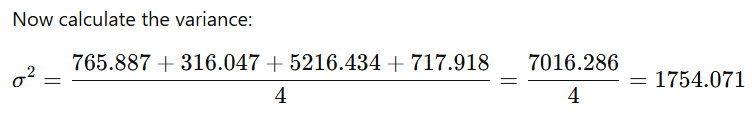 Now calculate the variance:
σ² = (765.887 + 316.047 + 5216.434 + 717.918)/4 = 7016.286/4 = 1754.071